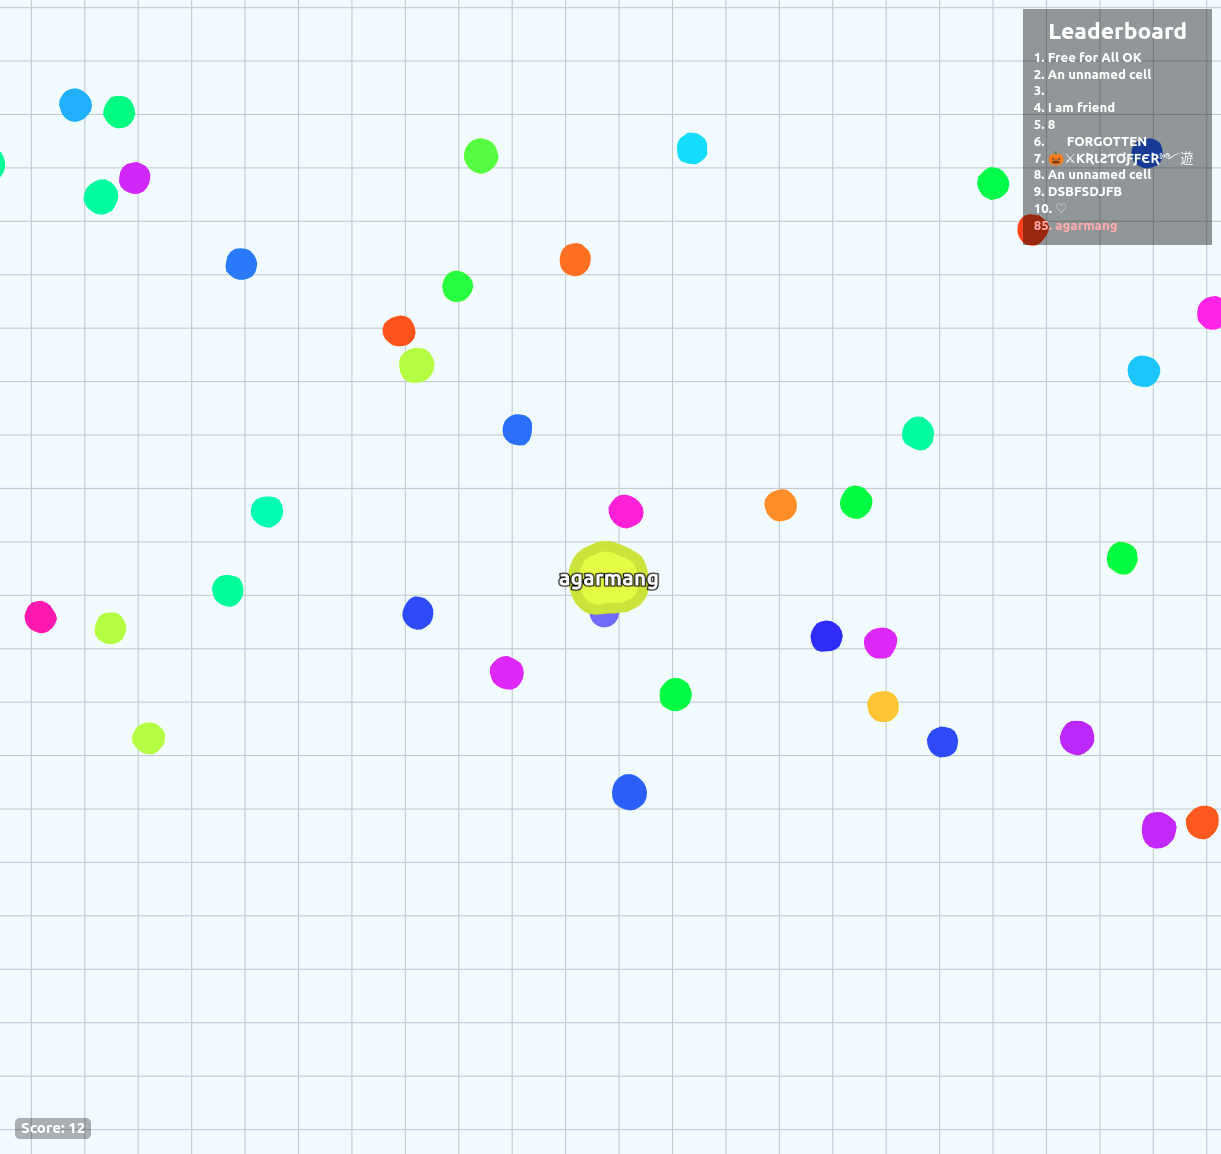 Leaderboard
1. Free for All OK
2. An unnamed cell
3.
4. I am friend
5. 8
6. FORGOTTEN
7.
8. An unnamed cell
9. DSBFSDJFB
10. ♡
85. agarmang
agarmang
Score: 12